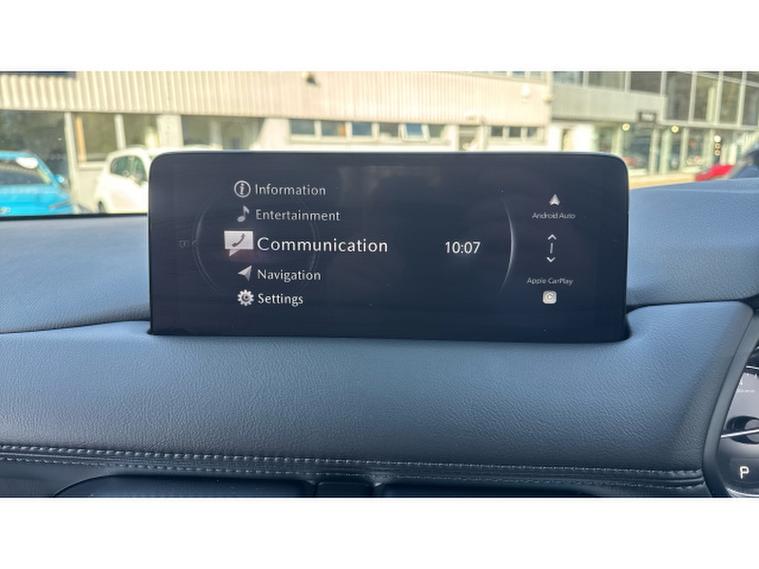 Information
Entertainment
Communication
10:07
Navigation
Settings
Android Auto
Apple CarPlay
P